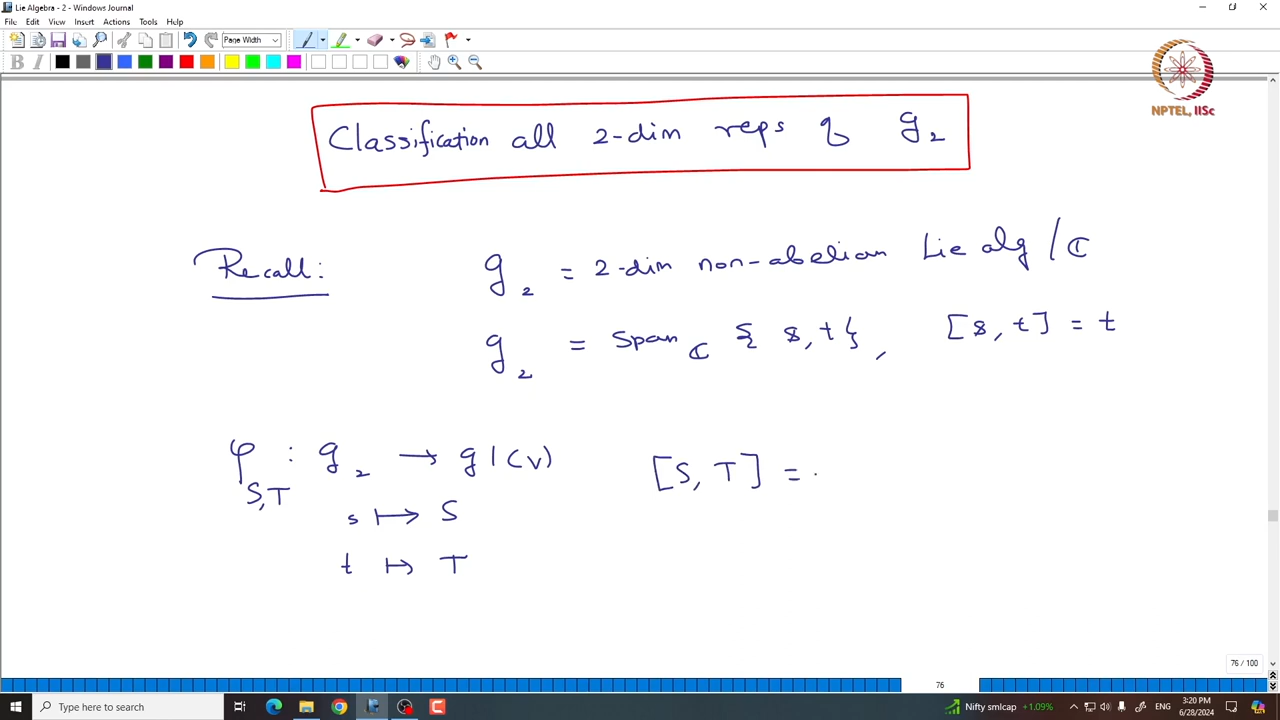 Lie Algebra - 2 - Windows Journal
File Edit View Insert Actions Tools Help
Page Width
B I
NPTEL, IISc
Classification all 2-dim reps of g₂
Recall: g₂ = 2-dim non-abelian Lie alg / ℂ
g₂ = Span_ℂ { s, t }, [s, t] = t
φ_{S,T} : g₂ → gl(V) [S, T] =
s ↦ S
t ↦ T
76 / 100
76
Type here to search
Nifty smlcap +1.09%
ENG
3:20 PM
6/28/2024